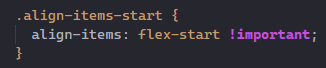 .align-items-start {
  align-items: flex-start !important;
}